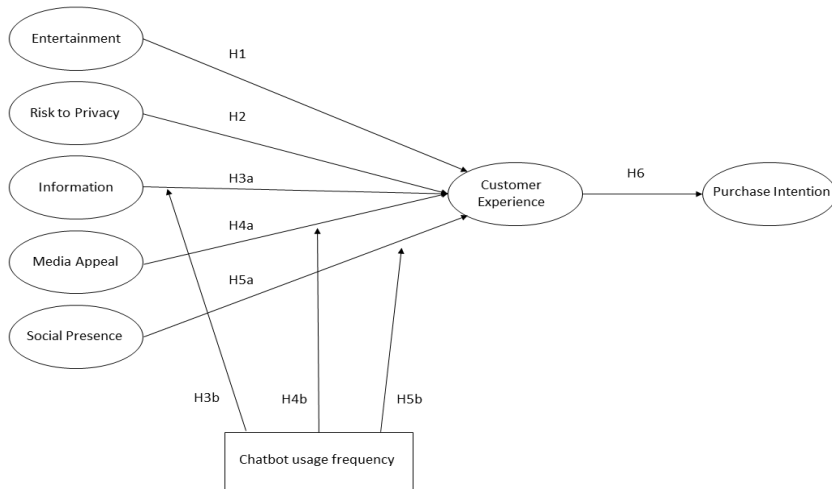 Entertainment
H1
Risk to Privacy
H2
Information
H3a
Customer
Experience
H6
Purchase Intention
Media Appeal
H4a
H5a
Social Presence
H3b
H4b
H5b
Chatbot usage frequency